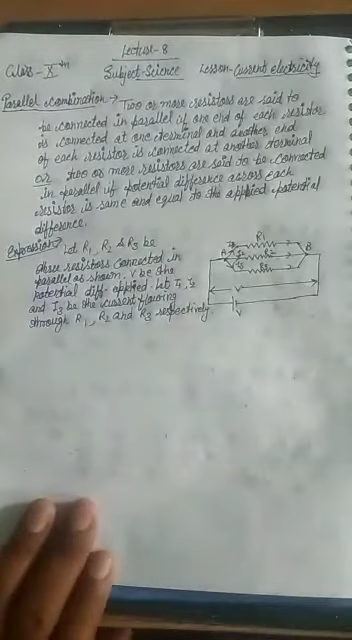 Lecture-8
Class-Xth Subject-Science Lesson-Current electricity
Parallel Combination → Two or more resistors are said to
be connected in parallel if one end of each resistor
is connected at one terminal and another end
of each resistor is connected at another terminal
OR two or more resistors are said to be connected
in parallel if potential difference across each
resistor is same and equal to the applied potential
difference.
Expression → Let R1, R2 & R3 be
three resistors connected in
parallel as shown. V be the
potential diff. applied. Let I1, I2
and I3 be the current flowing
through R1, R2 and R3 respectively.
R1
I1
A I2 R2 B
I3 R3
V
V